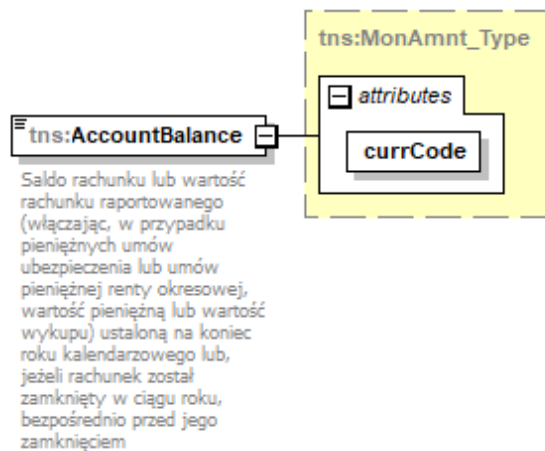 tns:MonAmnt_Type
attributes
tns:AccountBalance
currCode
Saldo rachunku lub wartość
rachunku raportowanego
(włączając, w przypadku
pieniężnych umów
ubezpieczenia lub umów
pieniężnej renty okresowej,
wartość pieniężną lub wartość
wykupu) ustaloną na koniec
roku kalendarzowego lub,
jeżeli rachunek został
zamknięty w ciągu roku,
bezpośrednio przed jego
zamknięciem